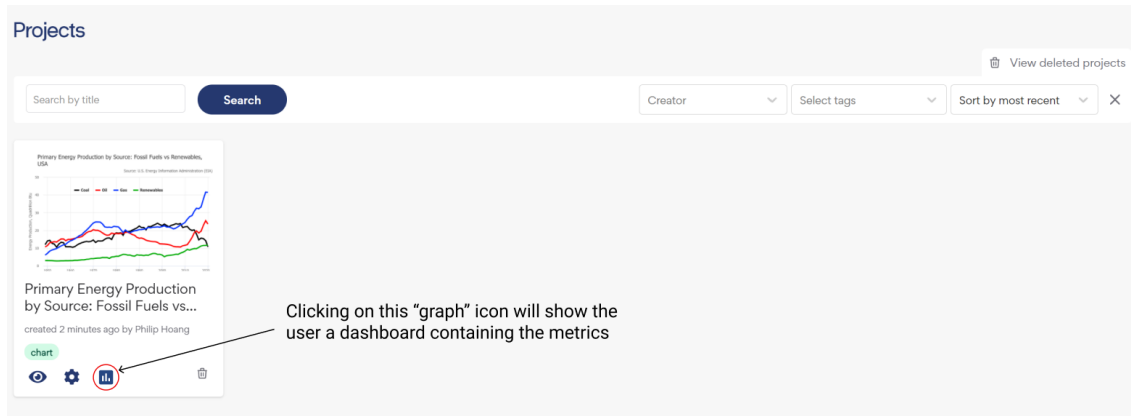 Projects
View deleted projects
Search by title
Search
Creator
Select tags
Sort by most recent
Primary Energy Production by Source: Fossil Fuels vs Renewables,
USA
Source: U.S. Energy Information Administration (EIA)
Coal
Oil
Gas
Renewables
Primary Energy Production
by Source: Fossil Fuels vs...
created 2 minutes ago by Philip Hoang
chart
Clicking on this “graph” icon will show the
user a dashboard containing the metrics